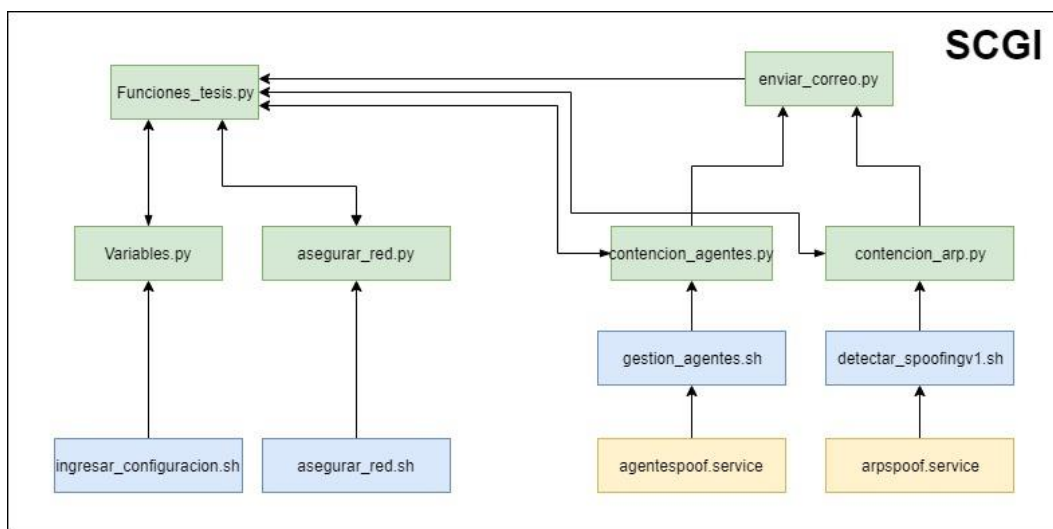 SCGI
Funciones_tesis.py
enviar_correo.py
Variables.py
asegurar_red.py
contencion_agentes.py
contencion_arp.py
gestion_agentes.sh
detectar_spoofingv1.sh
ingresar_configuracion.sh
asegurar_red.sh
agentespoof.service
arpspoof.service